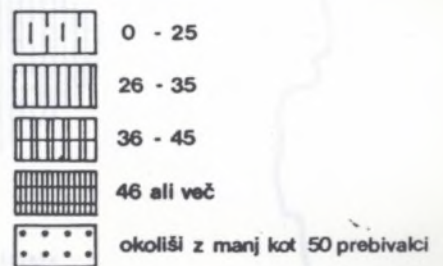 0 - 25
26 - 35
36 - 45
46 ali več
okoliši z manj kot 50 prebivalci